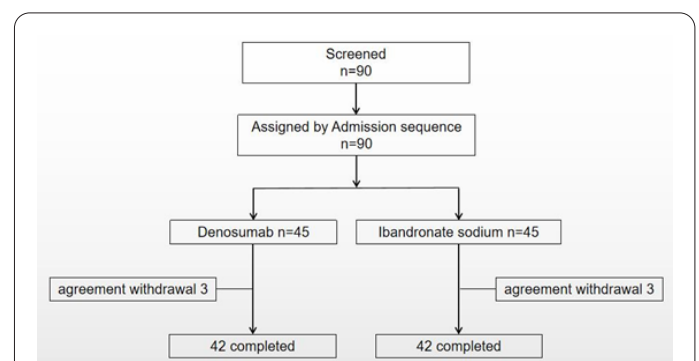 Screened
n=90
Assigned by Admission sequence
n=90
Denosumab n=45
Ibandronate sodium n=45
agreement withdrawal 3
agreement withdrawal 3
42 completed
42 completed